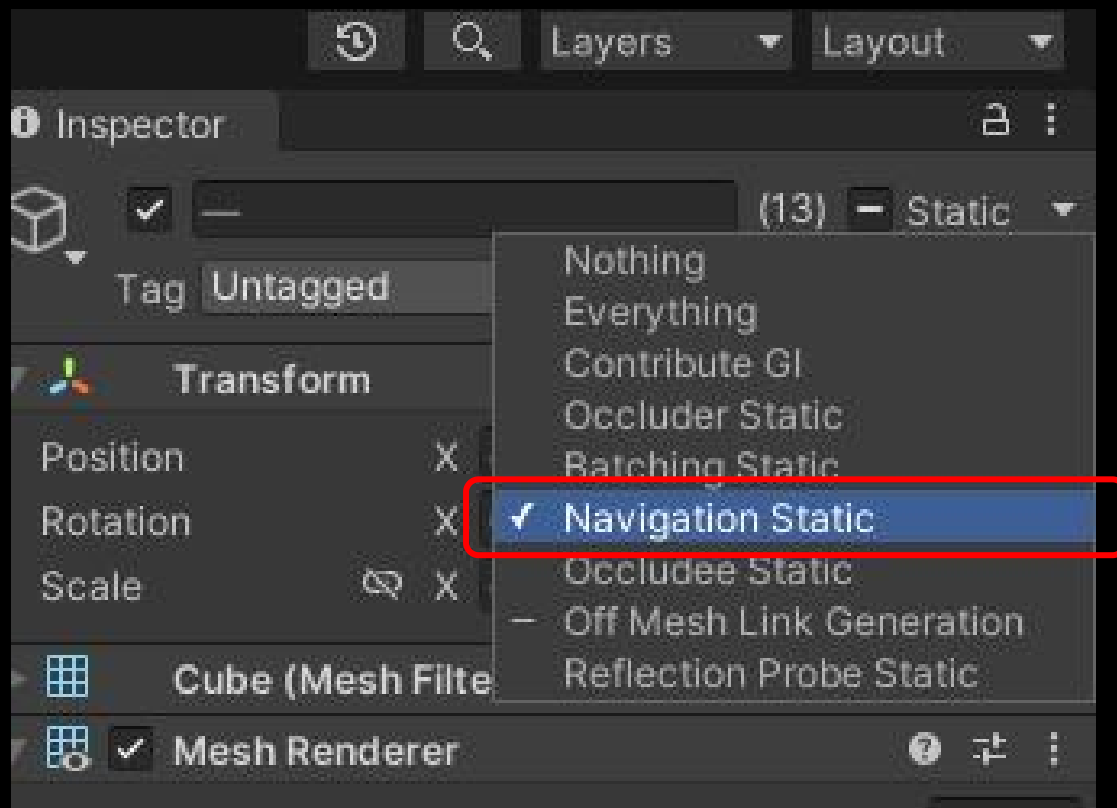 Layers Layout
Inspector
— (13) Static
Tag Untagged
Nothing
Everything
Contribute GI
Occluder Static
Batching Static
Navigation Static
Occludee Static
Off Mesh Link Generation
Reflection Probe Static
Transform
Position X
Rotation X
Scale X
Cube (Mesh Filte
Mesh Renderer